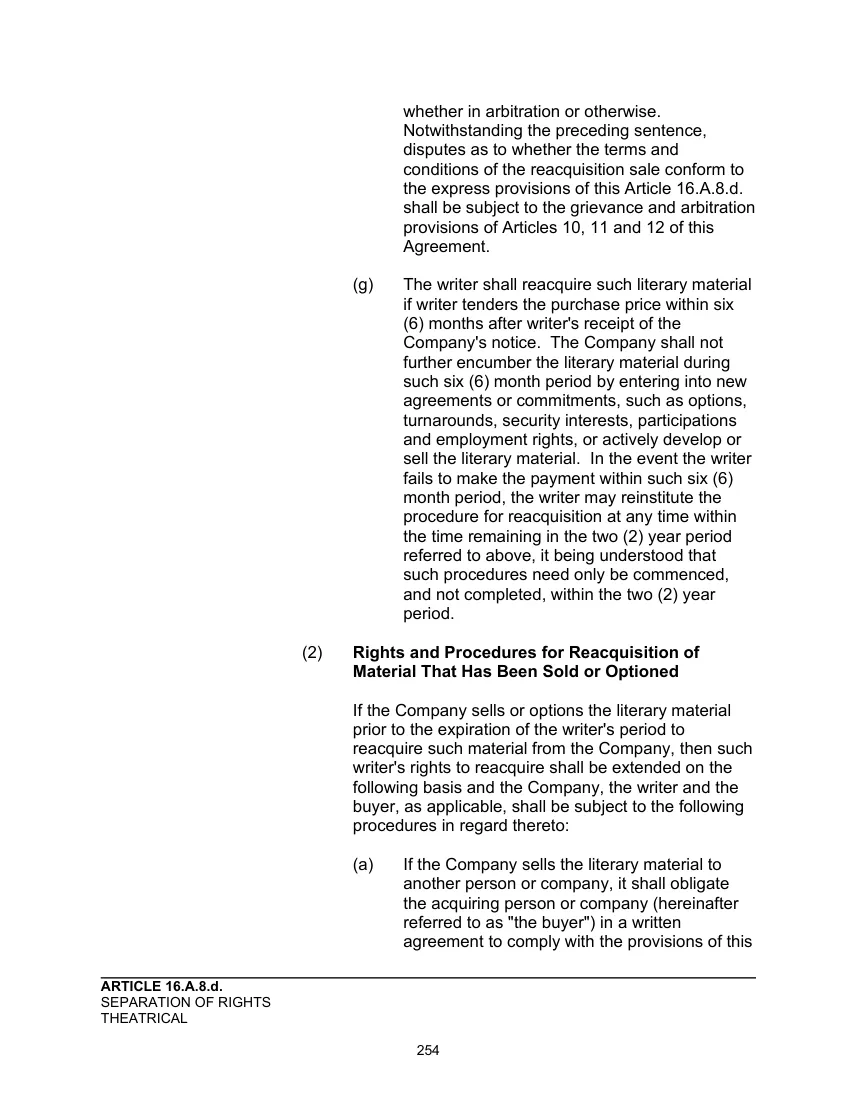 whether in arbitration or otherwise.
Notwithstanding the preceding sentence,
disputes as to whether the terms and
conditions of the reacquisition sale conform to
the express provisions of this Article 16.A.8.d.
shall be subject to the grievance and arbitration
provisions of Articles 10, 11 and 12 of this
Agreement.
(g) The writer shall reacquire such literary material
if writer tenders the purchase price within six
(6) months after writer's receipt of the
Company's notice. The Company shall not
further encumber the literary material during
such six (6) month period by entering into new
agreements or commitments, such as options,
turnarounds, security interests, participations
and employment rights, or actively develop or
sell the literary material. In the event the writer
fails to make the payment within such six (6)
month period, the writer may reinstitute the
procedure for reacquisition at any time within
the time remaining in the two (2) year period
referred to above, it being understood that
such procedures need only be commenced,
and not completed, within the two (2) year
period.
(2) Rights and Procedures for Reacquisition of
Material That Has Been Sold or Optioned
If the Company sells or options the literary material
prior to the expiration of the writer's period to
reacquire such material from the Company, then such
writer's rights to reacquire shall be extended on the
following basis and the Company, the writer and the
buyer, as applicable, shall be subject to the following
procedures in regard thereto:
(a) If the Company sells the literary material to
another person or company, it shall obligate
the acquiring person or company (hereinafter
referred to as "the buyer") in a written
agreement to comply with the provisions of this
ARTICLE 16.A.8.d.
SEPARATION OF RIGHTS
THEATRICAL
254